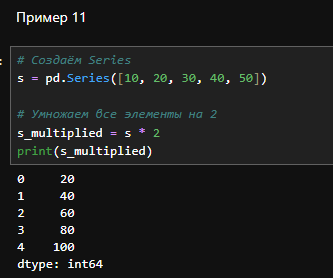 Пример 11
:
# Создаём Series
s = pd.Series([10, 20, 30, 40, 50])
# Умножаем все элементы на 2
s_multiplied = s * 2
print(s_multiplied)
0     20
1     40
2     60
3     80
4    100
dtype: int64